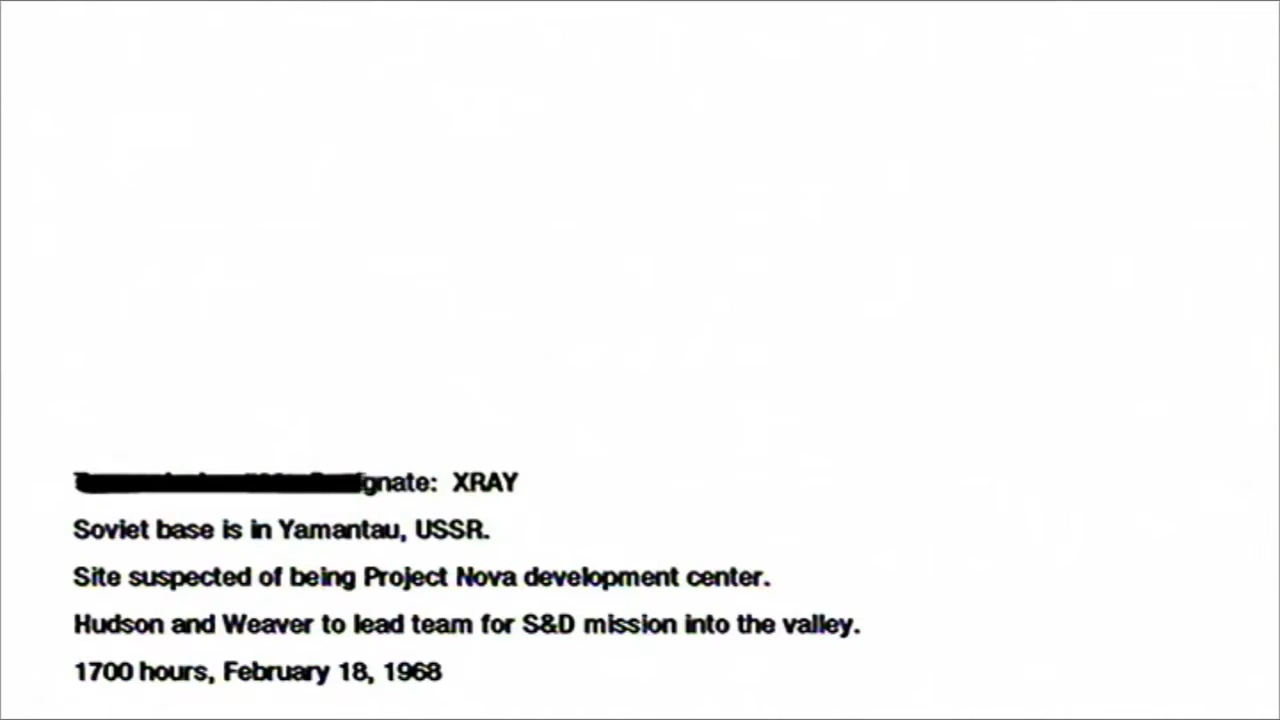 ignate: XRAY
Soviet base is in Yamantau, USSR.
Site suspected of being Project Nova development center.
Hudson and Weaver to lead team for S&D mission into the valley.
1700 hours, February 18, 1968